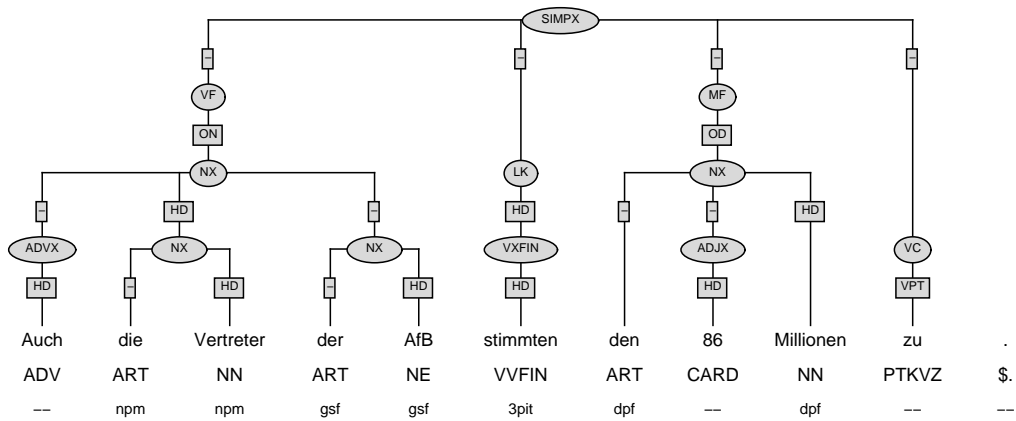 SIMPX
– – – –
VF MF
ON OD
NX LK NX
– HD – HD – – HD
ADVX NX NX VXFIN ADJX VC
HD – HD – HD HD HD VPT
Auch die Vertreter der AfB stimmten den 86 Millionen zu .
ADV ART NN ART NE VVFIN ART CARD NN PTKVZ $.
–– npm npm gsf gsf 3pit dpf –– dpf –– ––